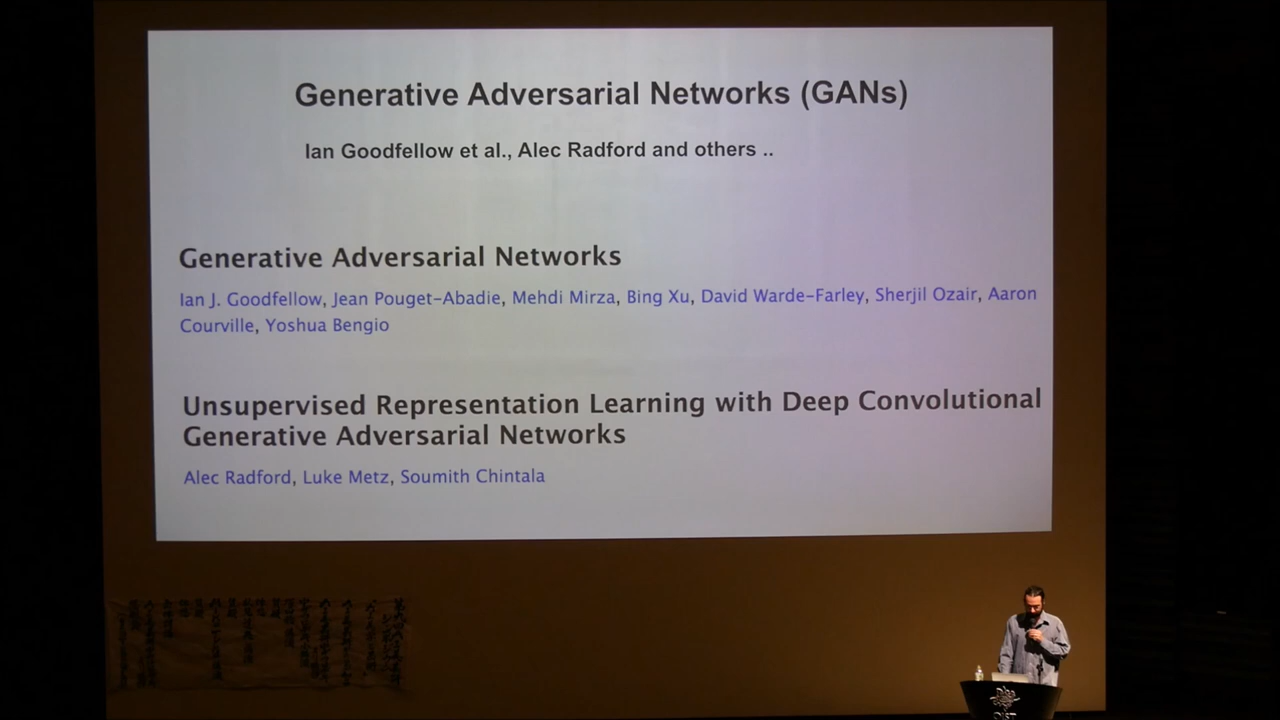 Generative Adversarial Networks (GANs)
Ian Goodfellow et al., Alec Radford and others ..
Generative Adversarial Networks
Ian J. Goodfellow, Jean Pouget-Abadie, Mehdi Mirza, Bing Xu, David Warde-Farley, Sherjil Ozair, Aaron
Courville, Yoshua Bengio
Unsupervised Representation Learning with Deep Convolutional
Generative Adversarial Networks
Alec Radford, Luke Metz, Soumith Chintala
OIST